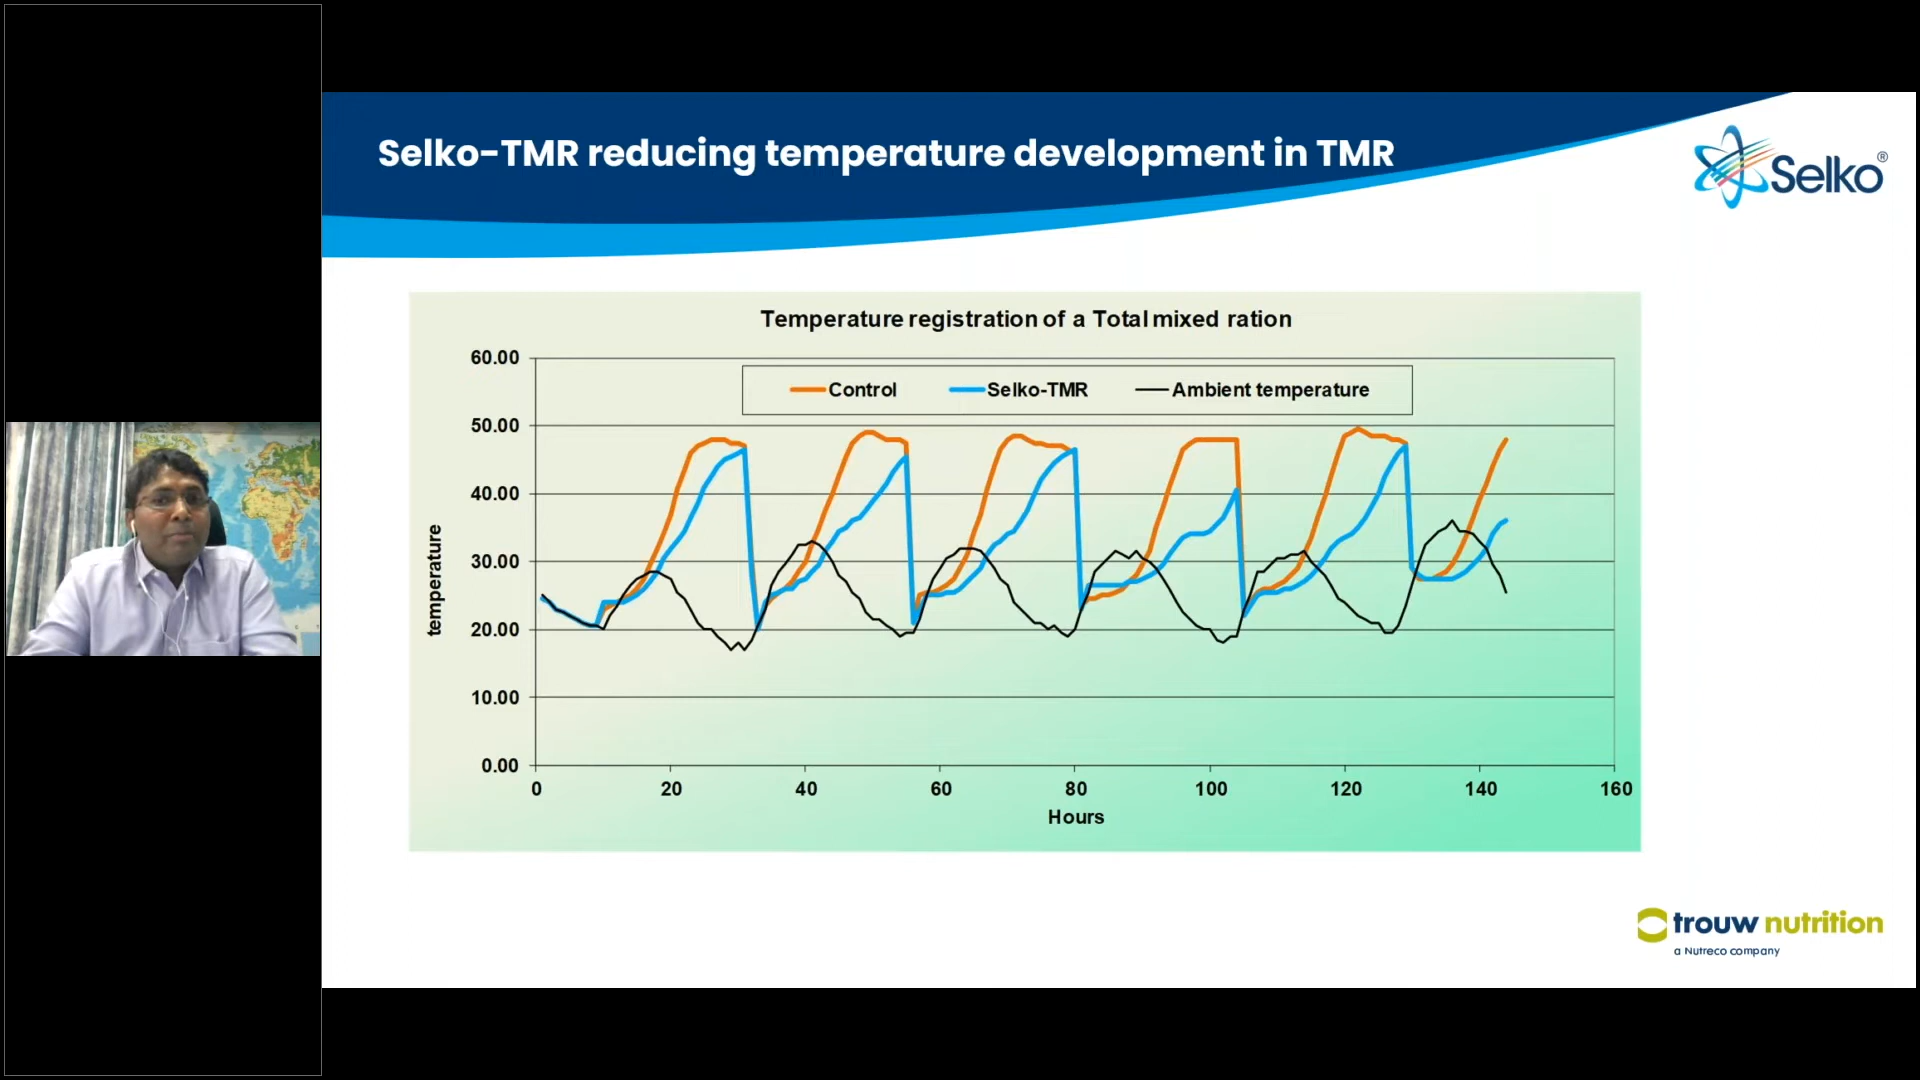 Selko-TMR reducing temperature development in TMR
Selko®
Temperature registration of a Total mixed ration
Control
Selko-TMR
Ambient temperature
60.00
50.00
40.00
30.00
20.00
10.00
0.00
temperature
0 20 40 60 80 100 120 140 160
Hours
trouw nutrition
a Nutreco company